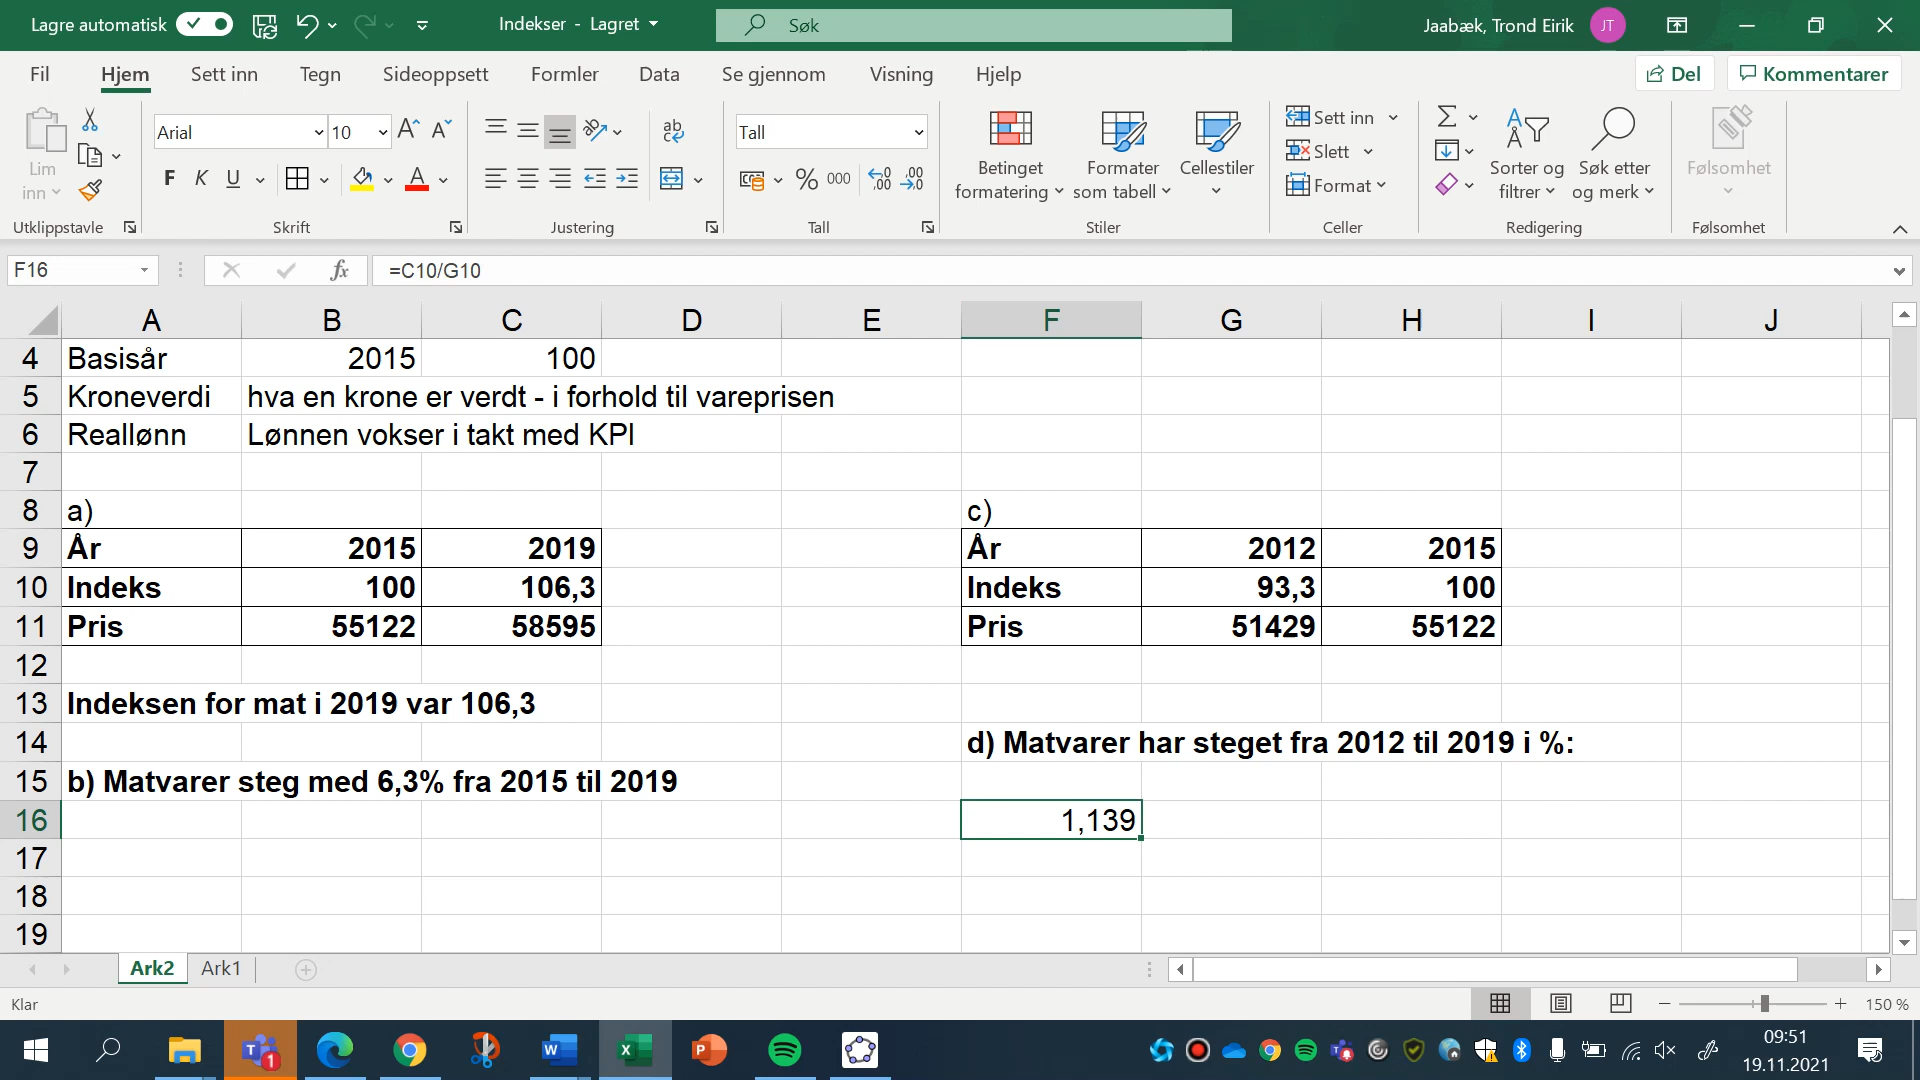 Lagre automatisk
Indekser - Lagret
Søk
Jaabæk, Trond Eirik
JT
Fil
Hjem
Sett inn
Tegn
Sideoppsett
Formler
Data
Se gjennom
Visning
Hjelp
Del
Kommentarer
Lim
inn
Arial
10
A A
F K U
A
ab
Tall
% 000
Betinget
formatering
Formater
som tabell
Cellestiler
Sett inn
Slett
Format
Sorter og
filtrer
Søk etter
og merk
Følsomhet
Utklippstavle
Skrift
Justering
Tall
Stiler
Celler
Redigering
Følsomhet
F16
fx
=C10/G10
A B C D E F G H I J
4 Basisår 2015 100
5 Kroneverdi hva en krone er verdt - i forhold til vareprisen
6 Reallønn Lønnen vokser i takt med KPI
7
8 a) c)
9 År 2015 2019 År 2012 2015
10 Indeks 100 106,3 Indeks 93,3 100
11 Pris 55122 58595 Pris 51429 55122
12
13 Indeksen for mat i 2019 var 106,3
14 d) Matvarer har steget fra 2012 til 2019 i %:
15 b) Matvarer steg med 6,3% fra 2015 til 2019
16 1,139
17
18
19
Ark2
Ark1
Klar
150 %
09:51
19.11.2021